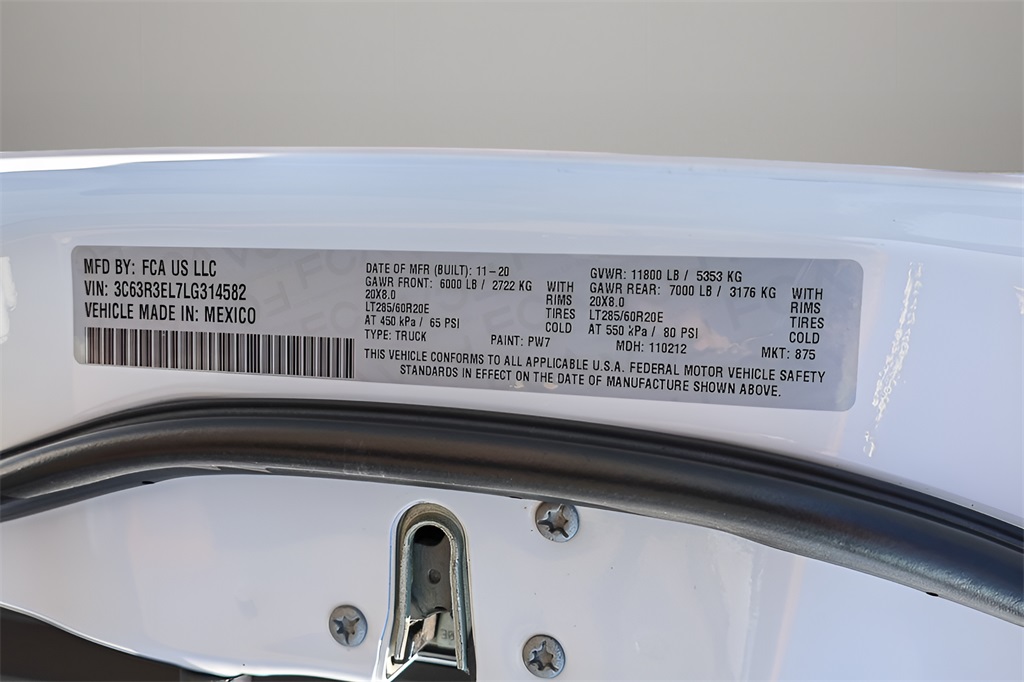 MFD BY: FCA US LLC
VIN: 3C63R3EL7LG314582
VEHICLE MADE IN: MEXICO
DATE OF MFR (BUILT): 11-20
GAWR FRONT: 6000 LB / 2722 KG WITH
20X8.0 RIMS
LT285/60R20E TIRES
AT 450 kPa / 65 PSI COLD
TYPE: TRUCK PAINT: PW7
GVWR: 11800 LB / 5353 KG
GAWR REAR: 7000 LB / 3176 KG WITH
20X8.0 RIMS
LT285/60R20E TIRES
AT 550 kPa / 80 PSI COLD
MDH: 110212 MKT: 875
THIS VEHICLE CONFORMS TO ALL APPLICABLE U.S.A. FEDERAL MOTOR VEHICLE SAFETY
STANDARDS IN EFFECT ON THE DATE OF MANUFACTURE SHOWN ABOVE.